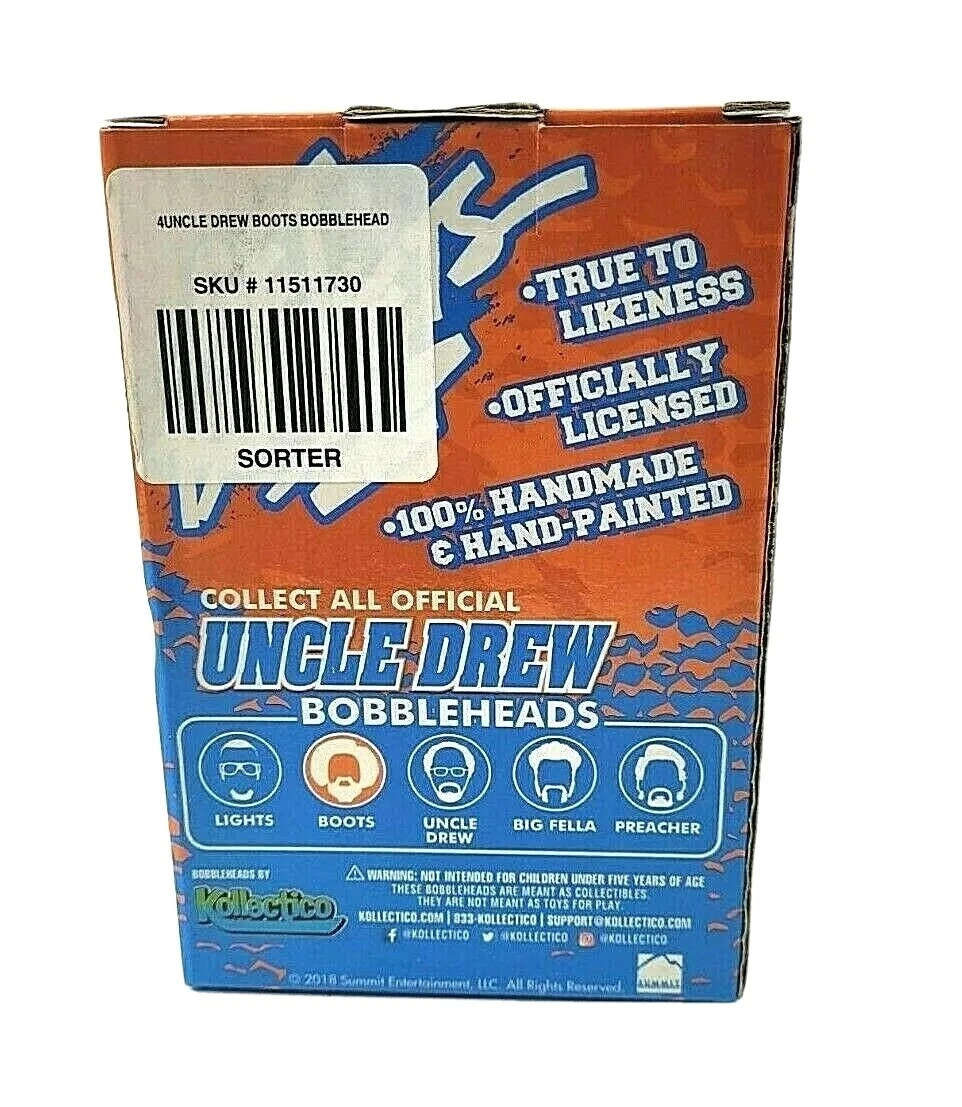 4UNCLE DREW BOOTS BOBBLEHEAD
SKU # 11511730
SORTER
•TRUE TO
LIKENESS
•OFFICIALLY
LICENSED
•100% HANDMADE
& HAND-PAINTED
COLLECT ALL OFFICIAL
UNCLE DREW
BOBBLEHEADS
LIGHTS
BOOTS
UNCLE
DREW
BIG FELLA
PREACHER
BOBBLEHEADS BY
Kollectico
WARNING: NOT INTENDED FOR CHILDREN UNDER FIVE YEARS OF AGE
THESE BOBBLEHEADS ARE MEANT AS COLLECTIBLES.
THEY ARE NOT MEANT AS TOYS FOR PLAY.
KOLLECTICO.COM | 833-KOLLECTICO | SUPPORT@KOLLECTICO.COM
@KOLLECTICO @KOLLECTICO @KOLLECTICO
© 2018 Summit Entertainment, LLC. All Rights Reserved.
SUMMIT